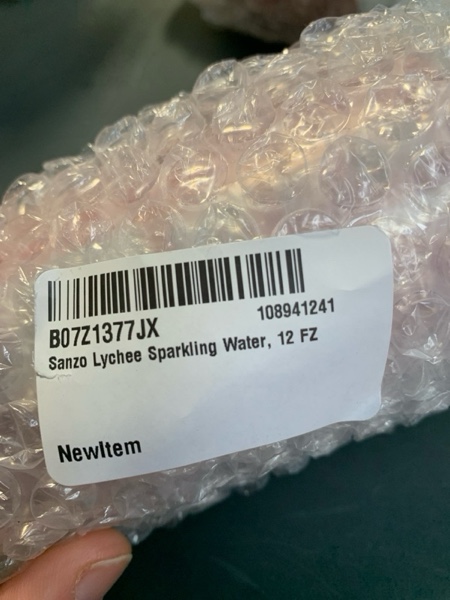 B07Z1377JX
108941241
Sanzo Lychee Sparkling Water, 12 FZ
NewItem